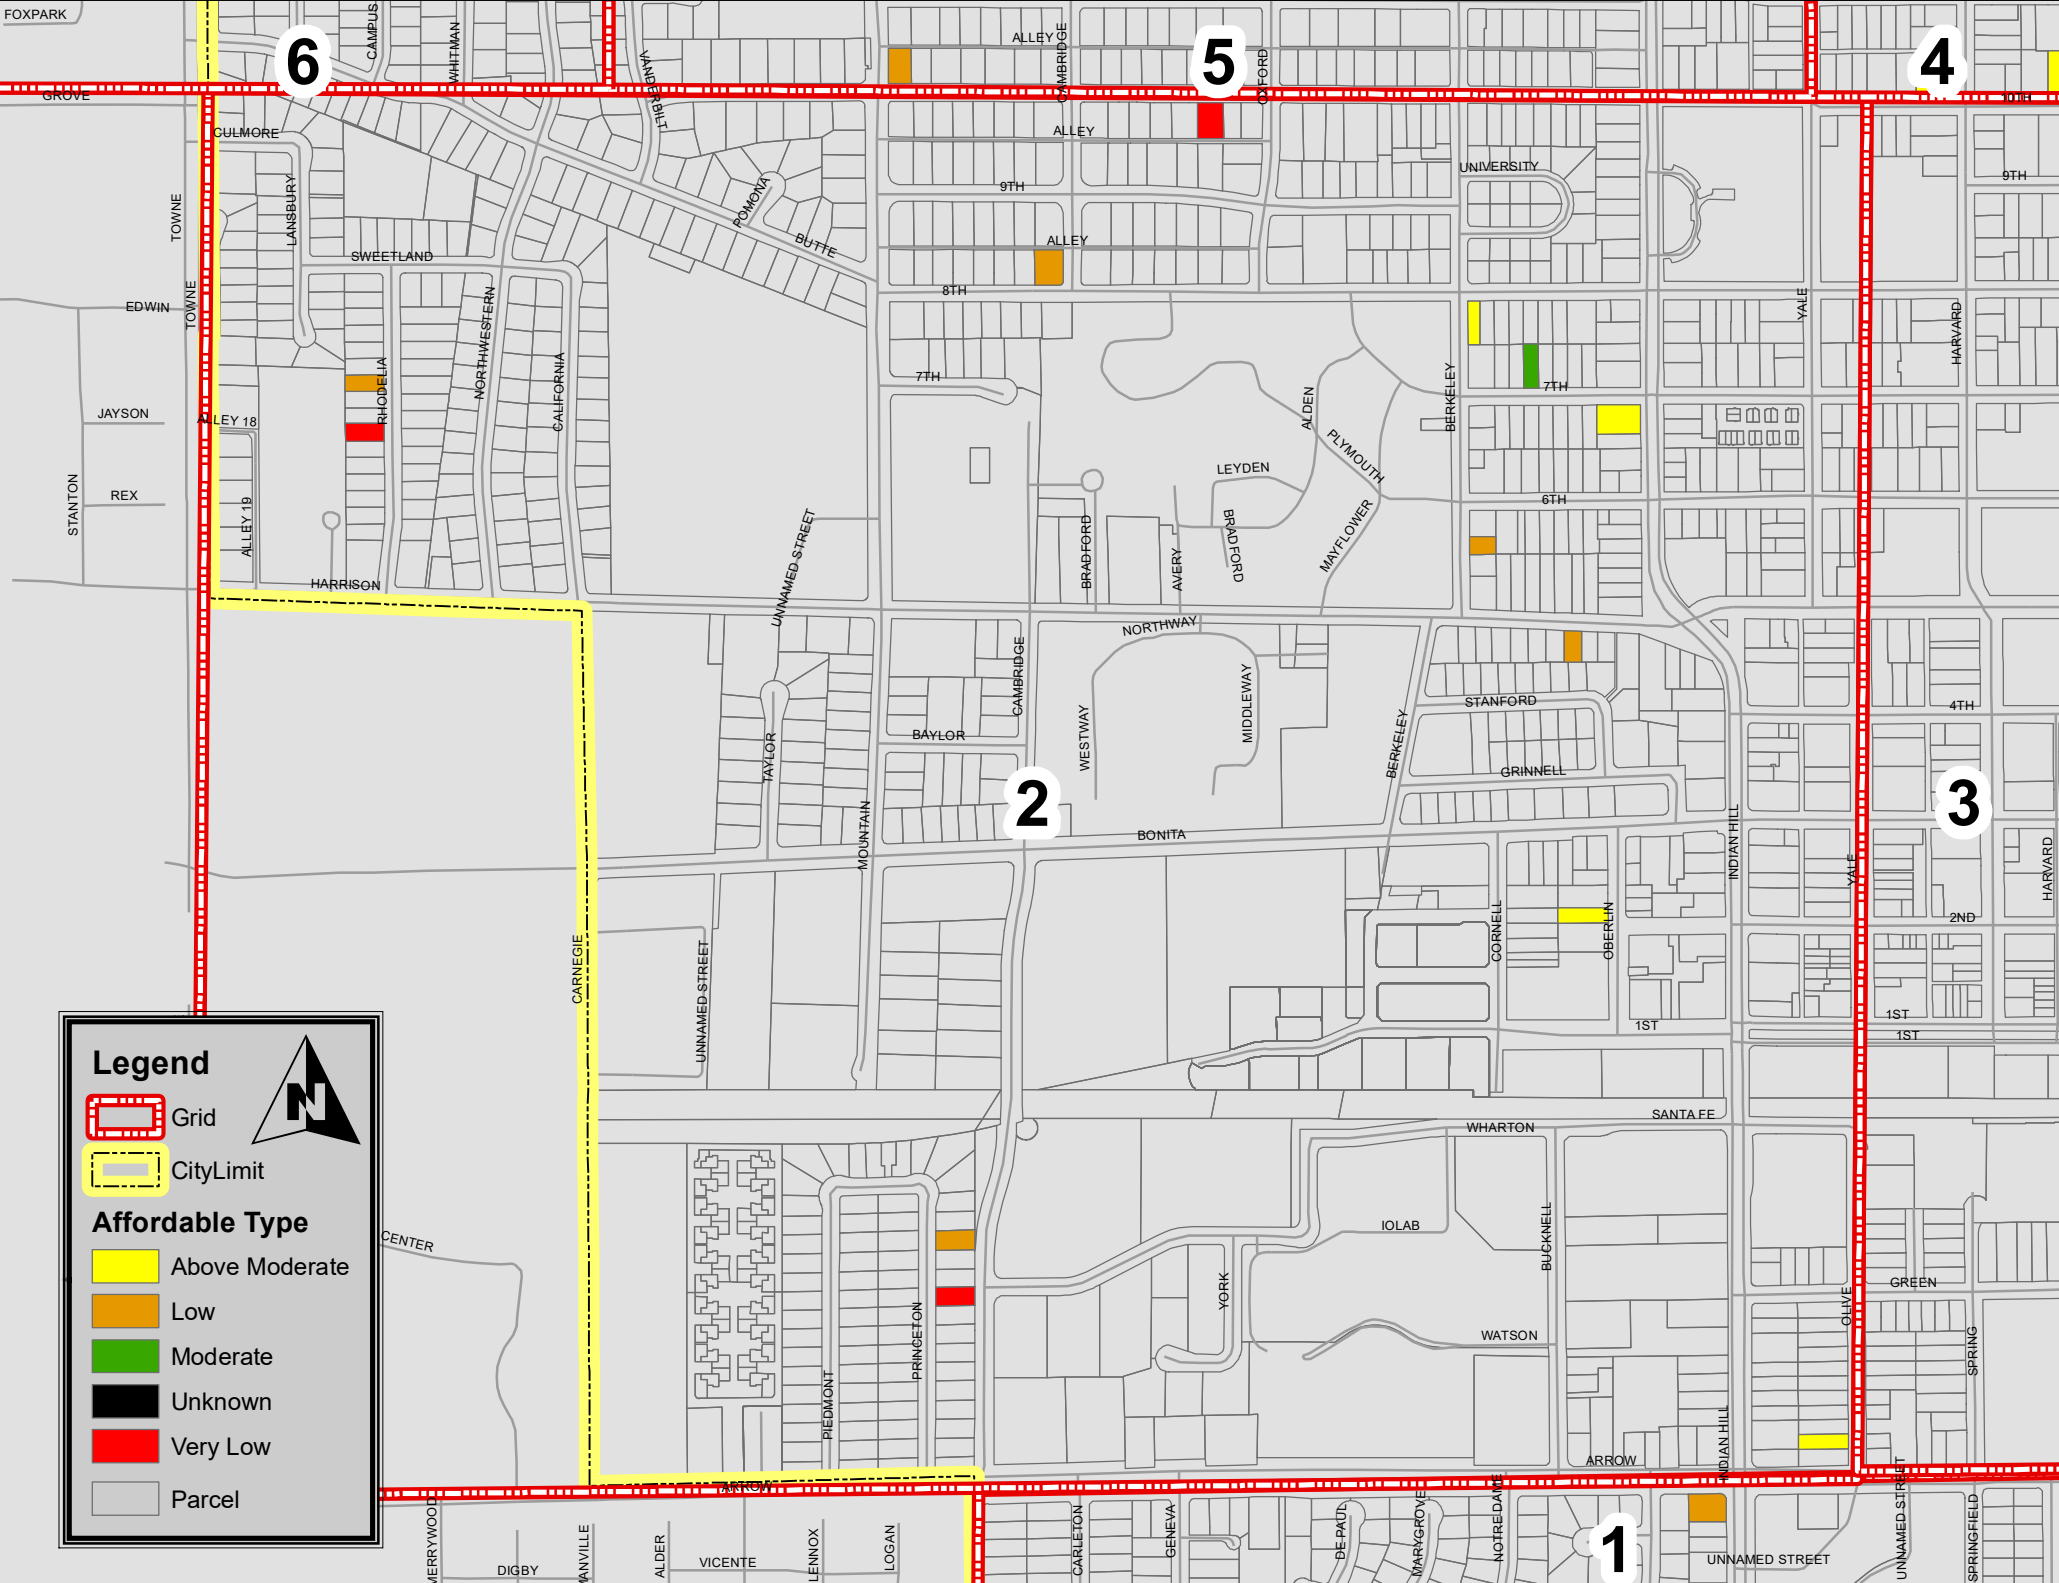 FOXPARK
CAMPUS
WHITMAN
VANDERBILT
ALLEY
CAMBRIDGE
OXFORD
6
5
4
GROVE
10TH
CULMORE
ALLEY
UNIVERSITY
9TH
9TH
TOWNE
LANSBURY
POMONA
BUTTE
ALLEY
SWEETLAND
8TH
EDWIN
TOWNE
NORTHWESTERN
YALE
HARVARD
RHODELIA
CALIFORNIA
7TH
7TH
ALDEN
BERKELEY
JAYSON
ALLEY 18
PLYMOUTH
LEYDEN
STANTON
REX
ALLEY 19
6TH
UNNAMED STREET
BRADFORD
AVERY
BRADFORD
MAYFLOWER
HARRISON
NORTHWAY
CAMBRIDGE
WESTWAY
MIDDLEWAY
BERKELEY
STANFORD
4TH
TAYLOR
BAYLOR
GRINNELL
2
3
MOUNTAIN
BONITA
INDIAN HILL
YALE
HARVARD
CARNEGIE
UNNAMED STREET
CORNELL
OBERLIN
2ND
1ST
1ST
1ST
Legend
N
Grid
CityLimit
Affordable Type
Above Moderate
Low
Moderate
Unknown
Very Low
Parcel
SANTA FE
WHARTON
CENTER
IOLAB
BUCKNELL
YORK
GREEN
OLIVE
PRINCETON
WATSON
SPRING
PIEDMONT
INDIAN HILL
ARROW
ARROW
MERRYWOOD
DIGBY
ALDER
VICENTE
LENNOX
LOGAN
CARLETON
GENEVA
DE PAUL
MARYGROVE
NOTRE DAME
1
UNNAMED STREET
UNNAMED STREET
SPRINGFIELD